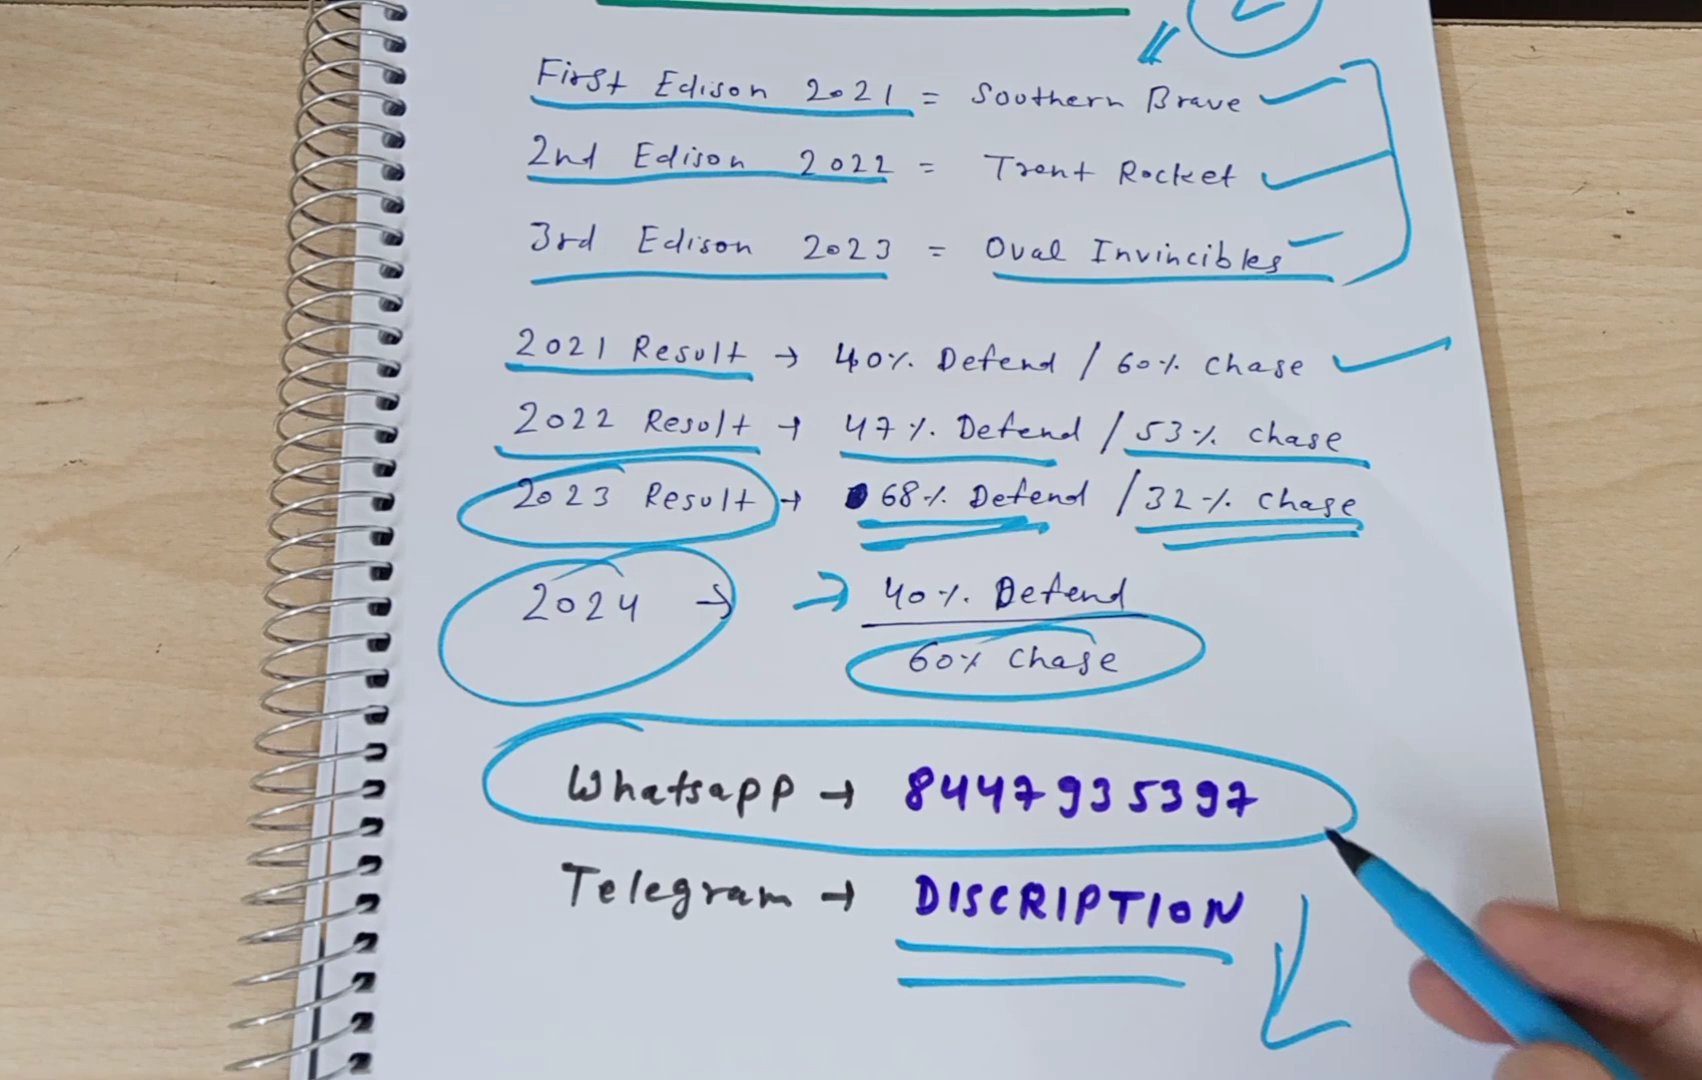 First Edison 2021 = Southern Brave
2nd Edison 2022 = Trent Rocket
3rd Edison 2023 = Oval Invincibles
2021 Result → 40% Defend / 60% Chase
2022 Result → 47% Defend / 53% chase
2023 Result → 68% Defend / 32% chase
2024 → → 40% Defend
60% Chase
Whatsapp → 8447935397
Telegram → DISCRIPTION